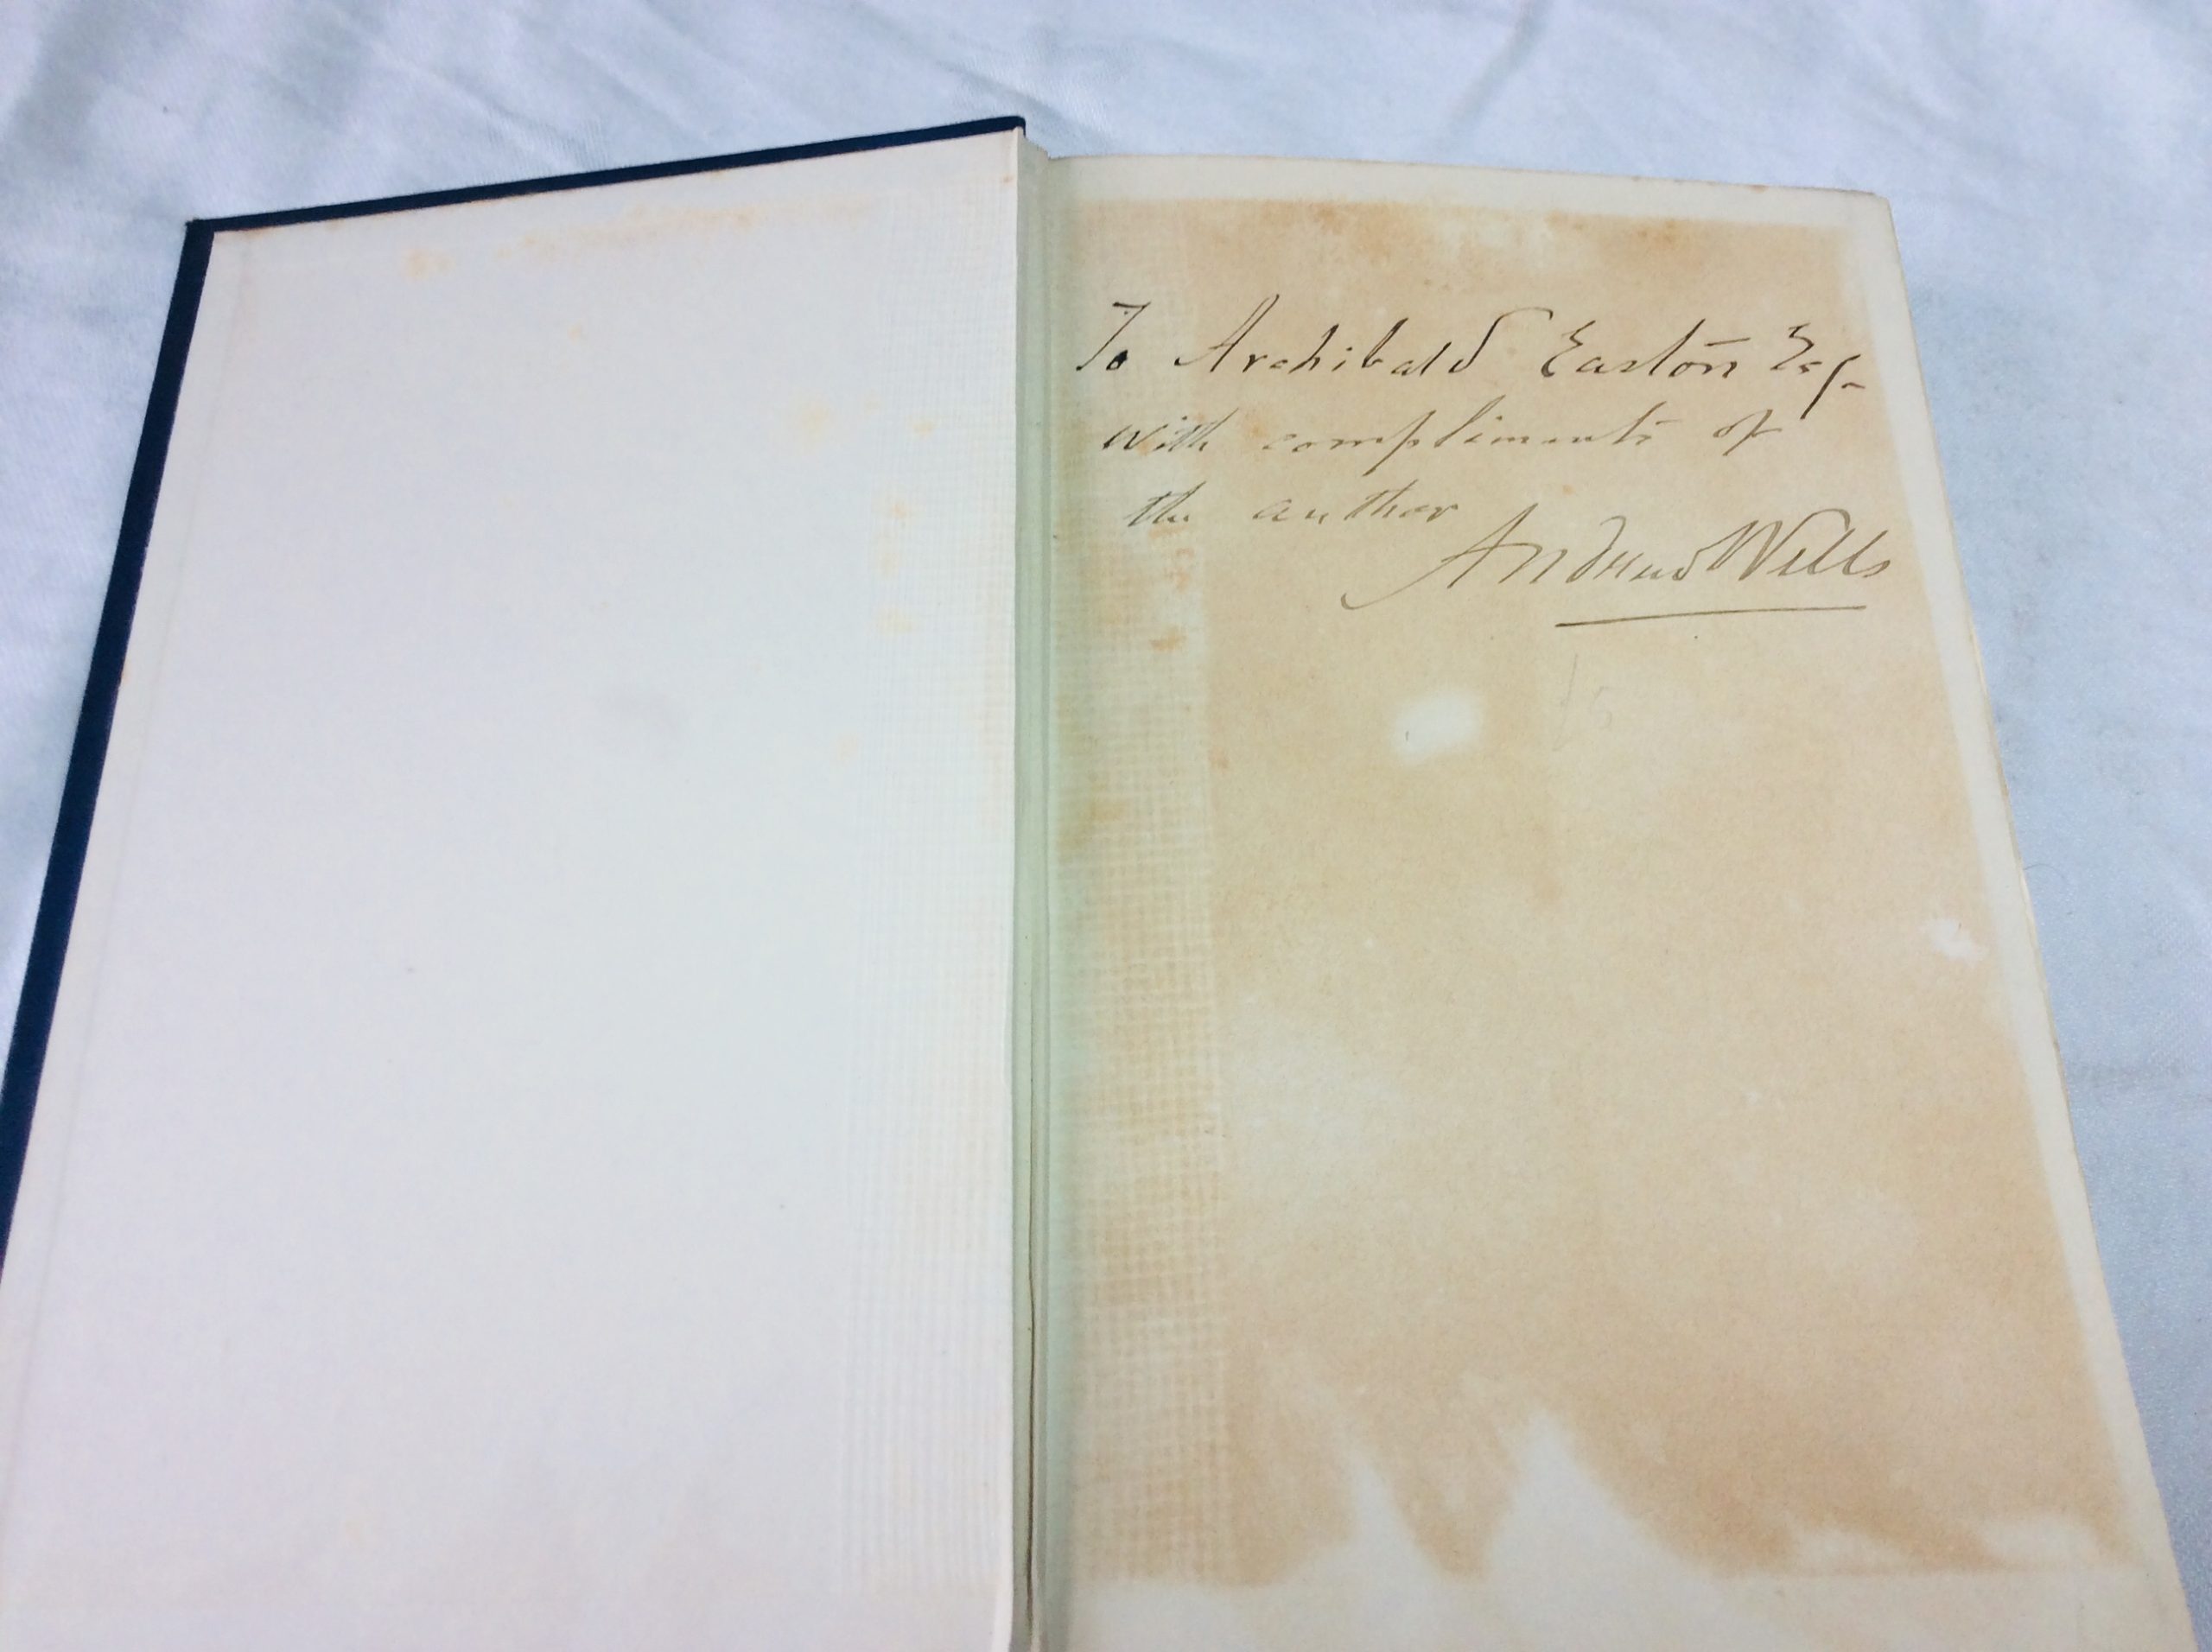 To Archibald Easton Esq.
with compliments of
the author
Andrew Wells